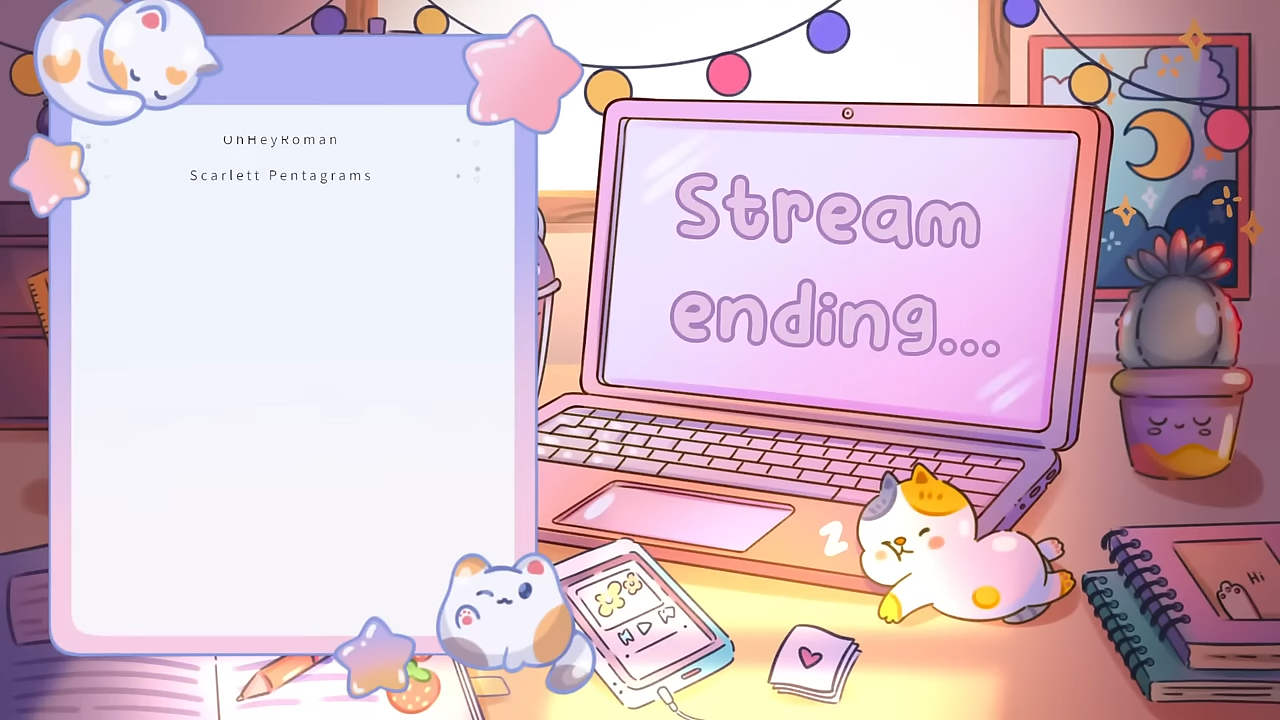 OhHeyRoman
Scarlett Pentagrams
Stream
ending...
z
Hi